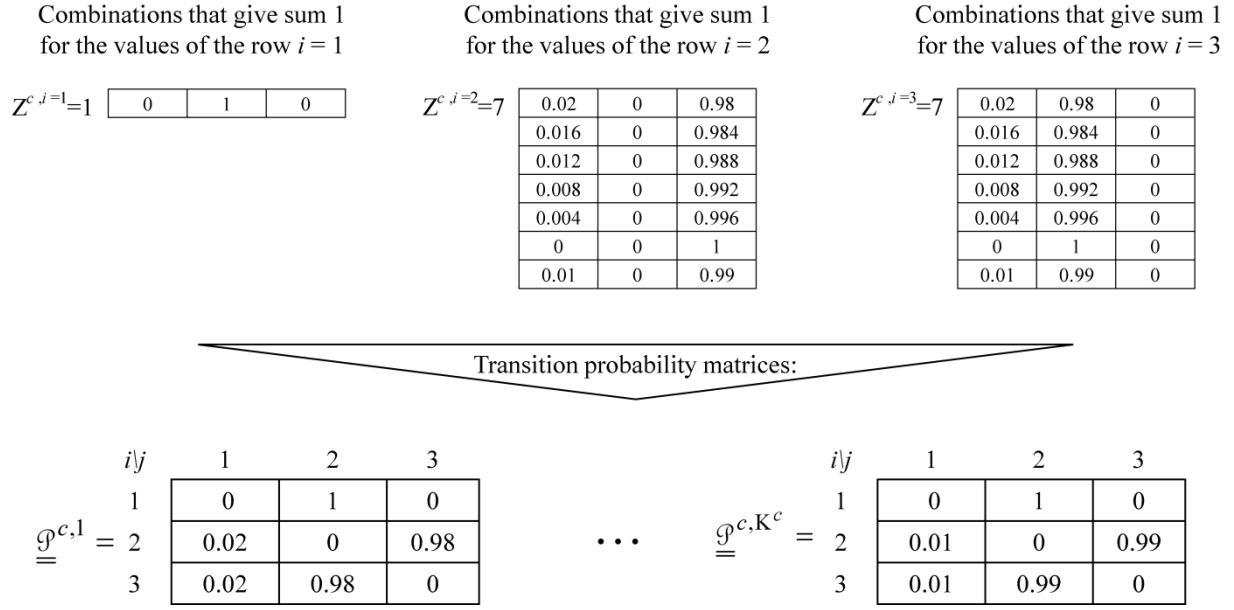 Combinations that give sum 1
for the values of the row i = 1
Combinations that give sum 1
for the values of the row i = 2
Combinations that give sum 1
for the values of the row i = 3
Z^{c,i=1}=1 0 1 0
Z^{c,i=2}=7 0.02 0 0.98
0.016 0 0.984
0.012 0 0.988
0.008 0 0.992
0.004 0 0.996
0 0 1
0.01 0 0.99
Z^{c,i=3}=7 0.02 0.98 0
0.016 0.984 0
0.012 0.988 0
0.008 0.992 0
0.004 0.996 0
0 1 0
0.01 0.99 0
Transition probability matrices:
i\j 1 2 3
1 0 1 0
𝒫^{c,1} = 2 0.02 0 0.98
3 0.02 0.98 0
...
i\j 1 2 3
1 0 1 0
𝒫^{c,K^c} = 2 0.01 0 0.99
3 0.01 0.99 0